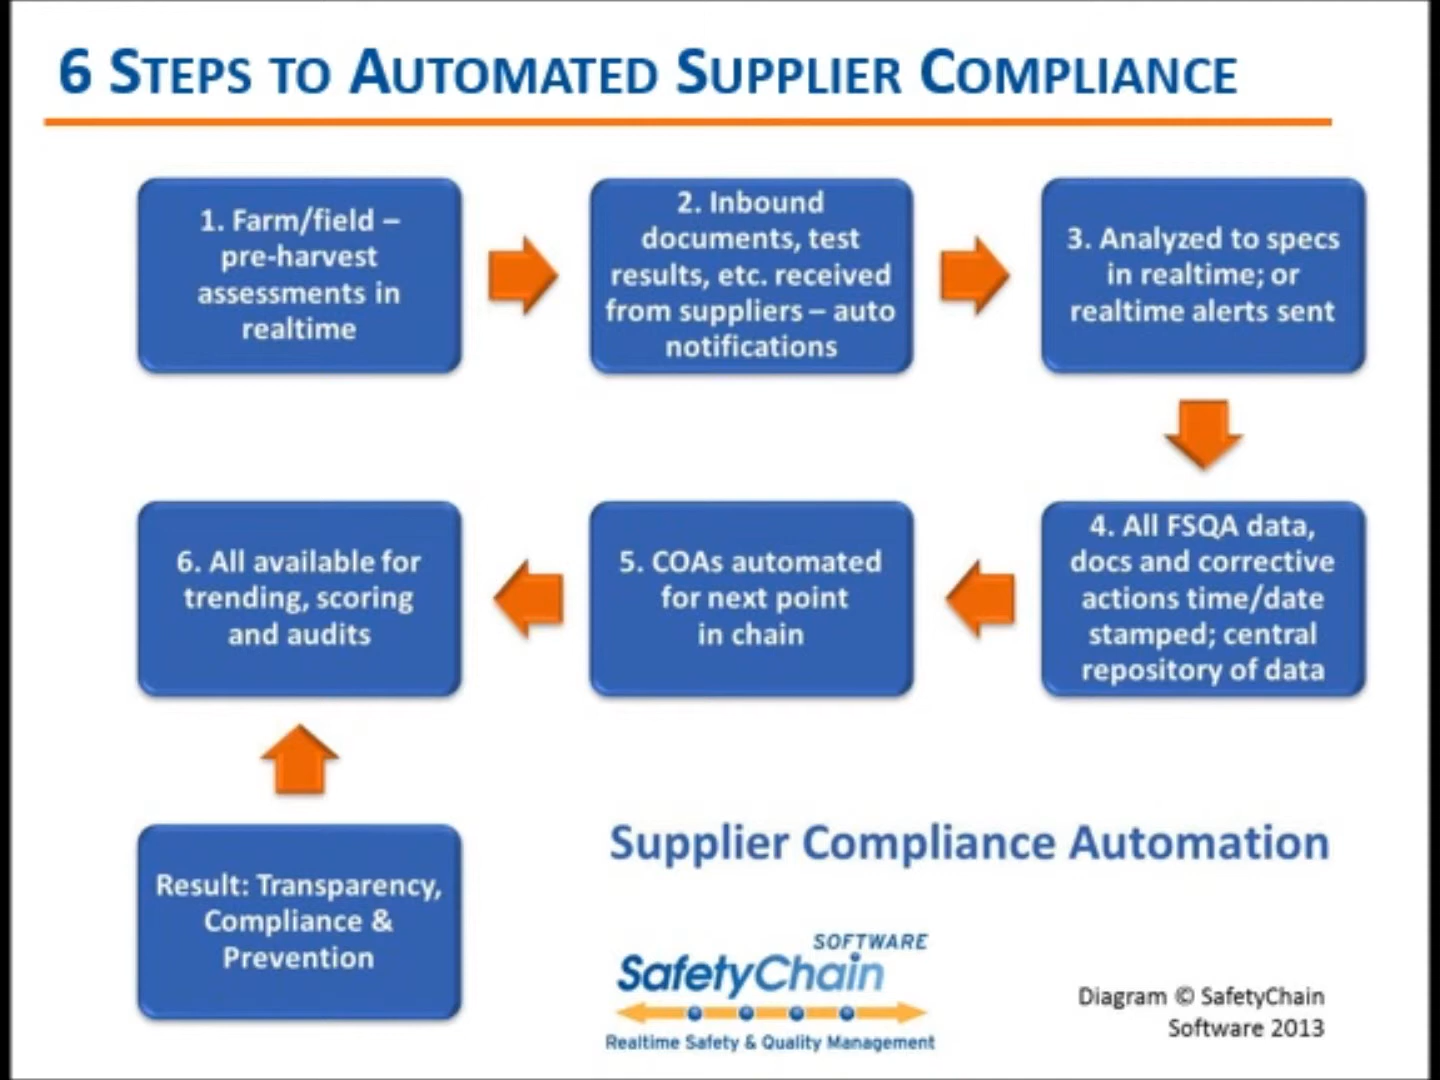 6 STEPS TO AUTOMATED SUPPLIER COMPLIANCE
1. Farm/field –
pre-harvest
assessments in
realtime
2. Inbound
documents, test
results, etc. received
from suppliers – auto
notifications
3. Analyzed to specs
in realtime; or
realtime alerts sent
4. All FSQA data,
docs and corrective
actions time/date
stamped; central
repository of data
5. COAs automated
for next point
in chain
6. All available for
trending, scoring
and audits
Result: Transparency,
Compliance &
Prevention
Supplier Compliance Automation
SOFTWARE
SafetyChain
Realtime Safety & Quality Management
Diagram © SafetyChain
Software 2013